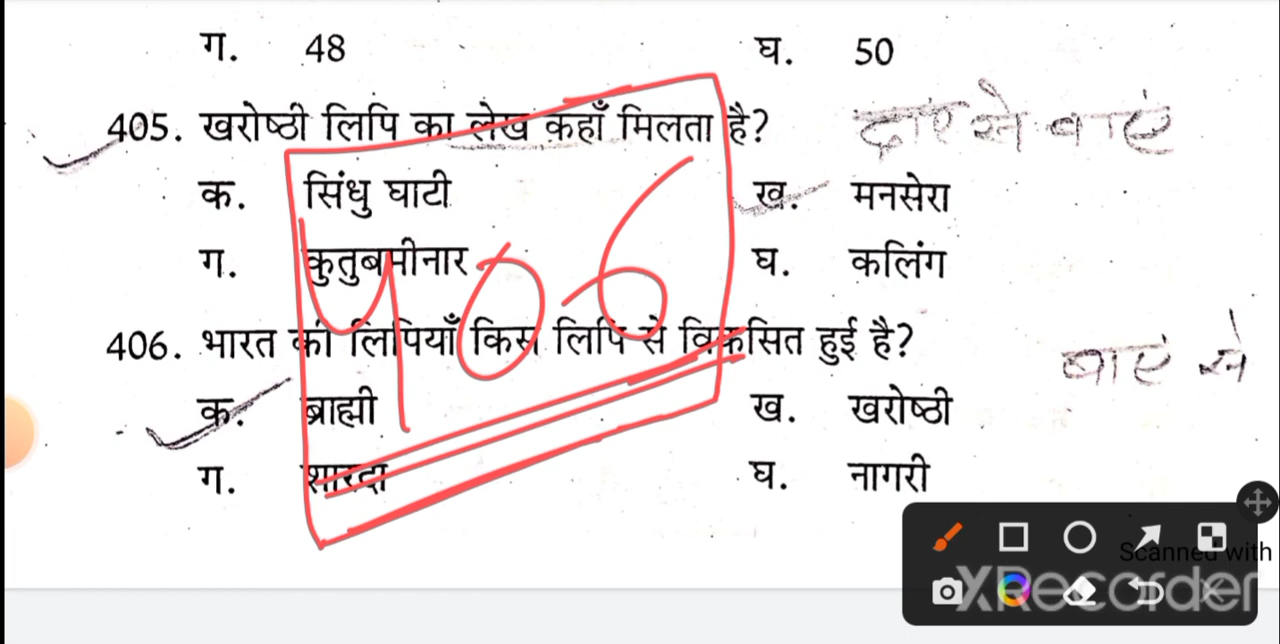 ग. 48 घ. 50
405. खरोष्ठी लिपि का लेख कहाँ मिलता है? दाएं से बाएं
क. सिंधु घाटी ख. मनसेरा
ग. कुतुबमीनार घ. कलिंग
406
406. भारत की लिपियाँ किस लिपि से विकसित हुई है? बाएं से
क. ब्राह्मी ख. खरोष्ठी
ग. शारदा घ. नागरी
Scanned with
XRecorder